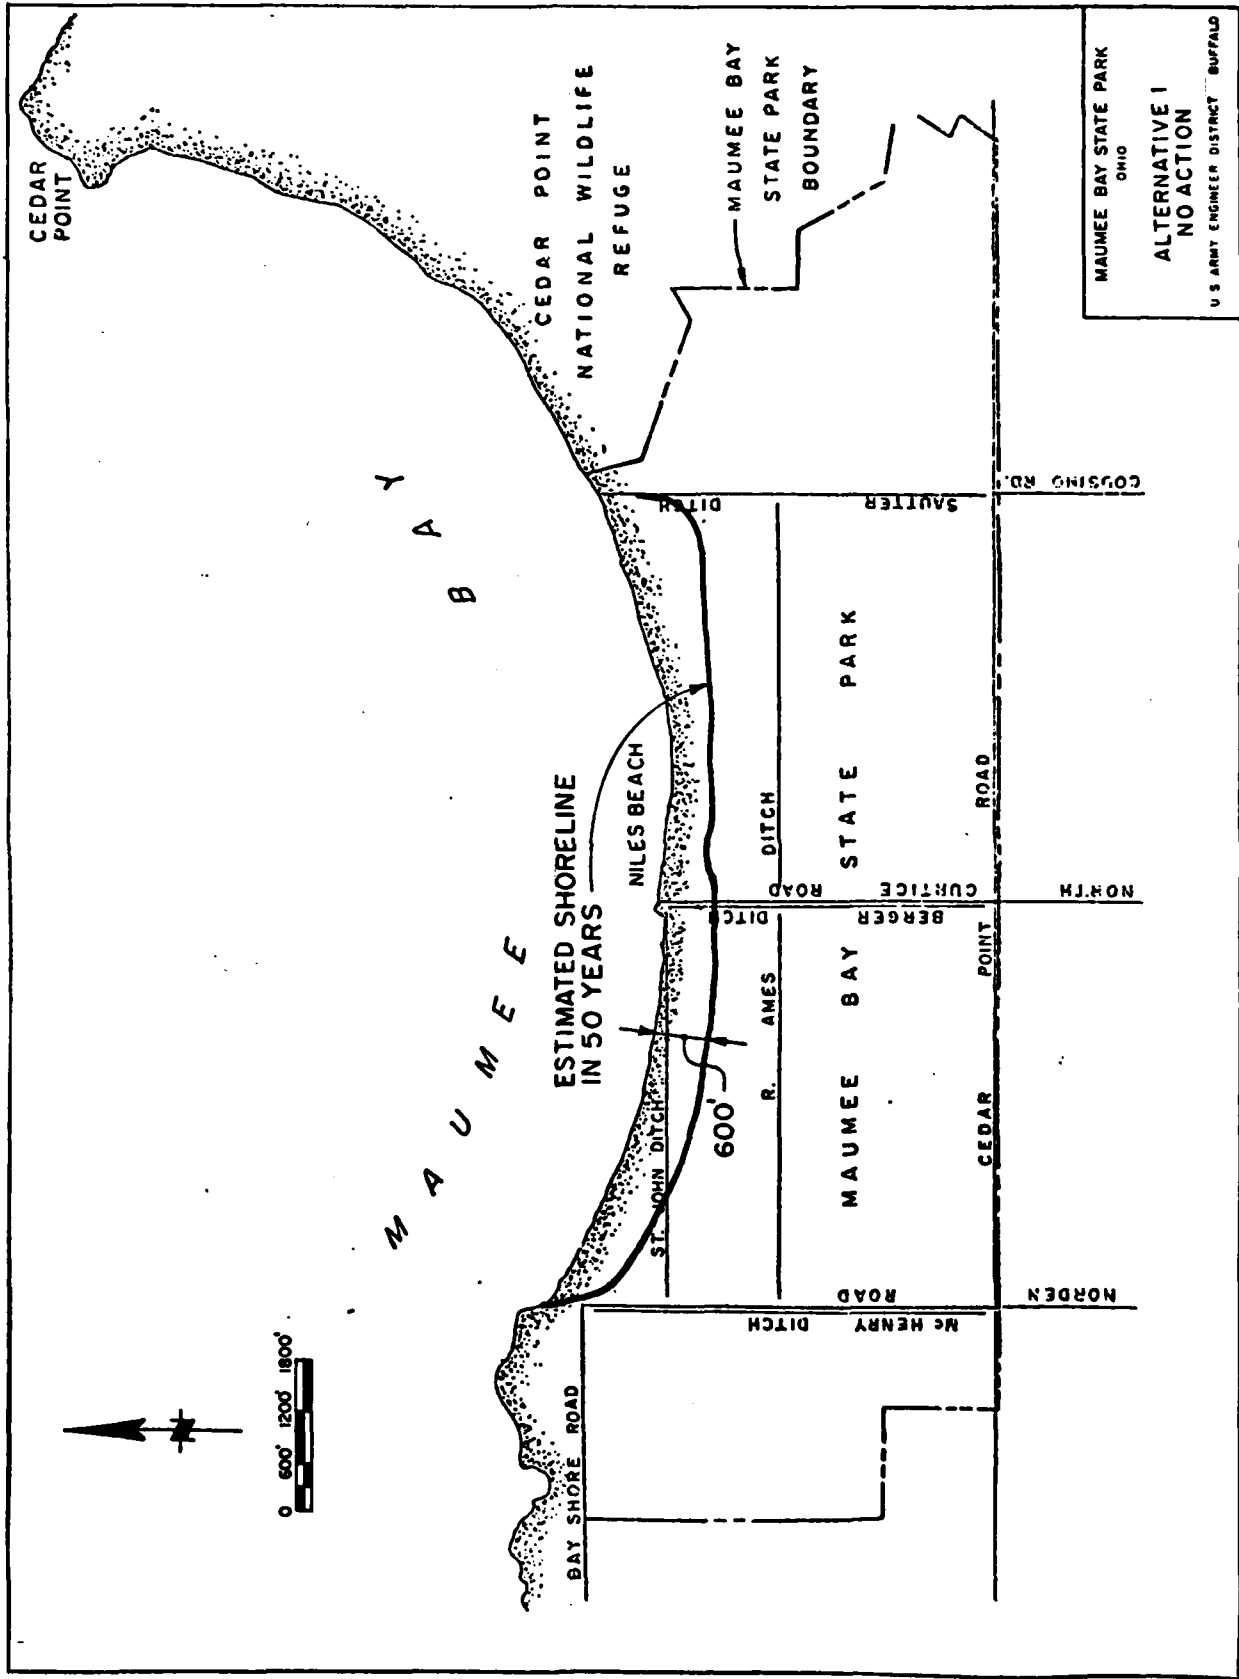 CEDAR
POINT
CEDAR POINT
NATIONAL WILDLIFE
REFUGE
MAUMEE BAY
STATE PARK
BOUNDARY
MAUMEE BAY
ESTIMATED SHORELINE
IN 50 YEARS
NILES BEACH
600'
0 600' 1200' 1800'
BAY SHORE ROAD
ST. JOHN DITCH
R. AMES DITCH
MAUMEE BAY STATE PARK
CEDAR POINT ROAD
McHENRY DITCH
NORDEN ROAD
BERGER DITCH
NORTH CURTICE ROAD
SAUTTER DITCH
COUSINO RD.
MAUMEE BAY STATE PARK
OHIO
ALTERNATIVE I
NO ACTION
U S ARMY ENGINEER DISTRICT BUFFALO